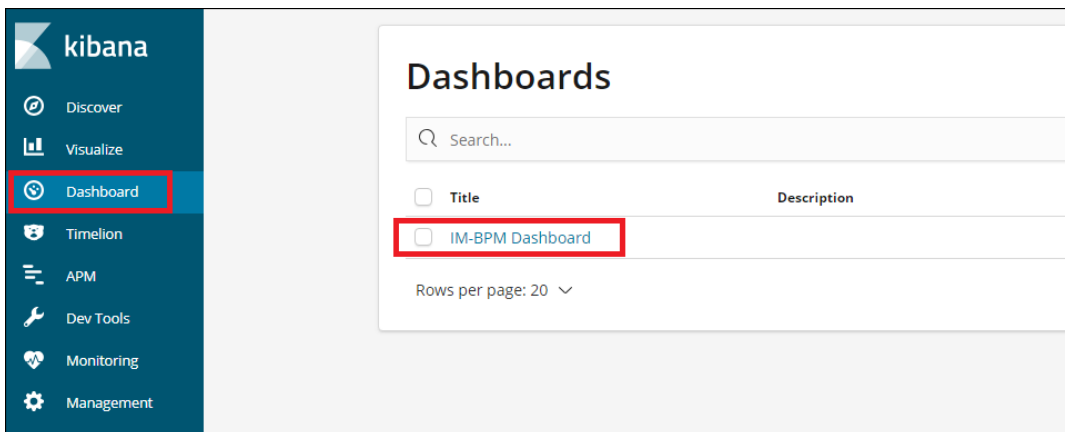 kibana
Discover
Visualize
Dashboard
Timelion
APM
Dev Tools
Monitoring
Management
Dashboards
Search...
Title Description
IM-BPM Dashboard
Rows per page: 20